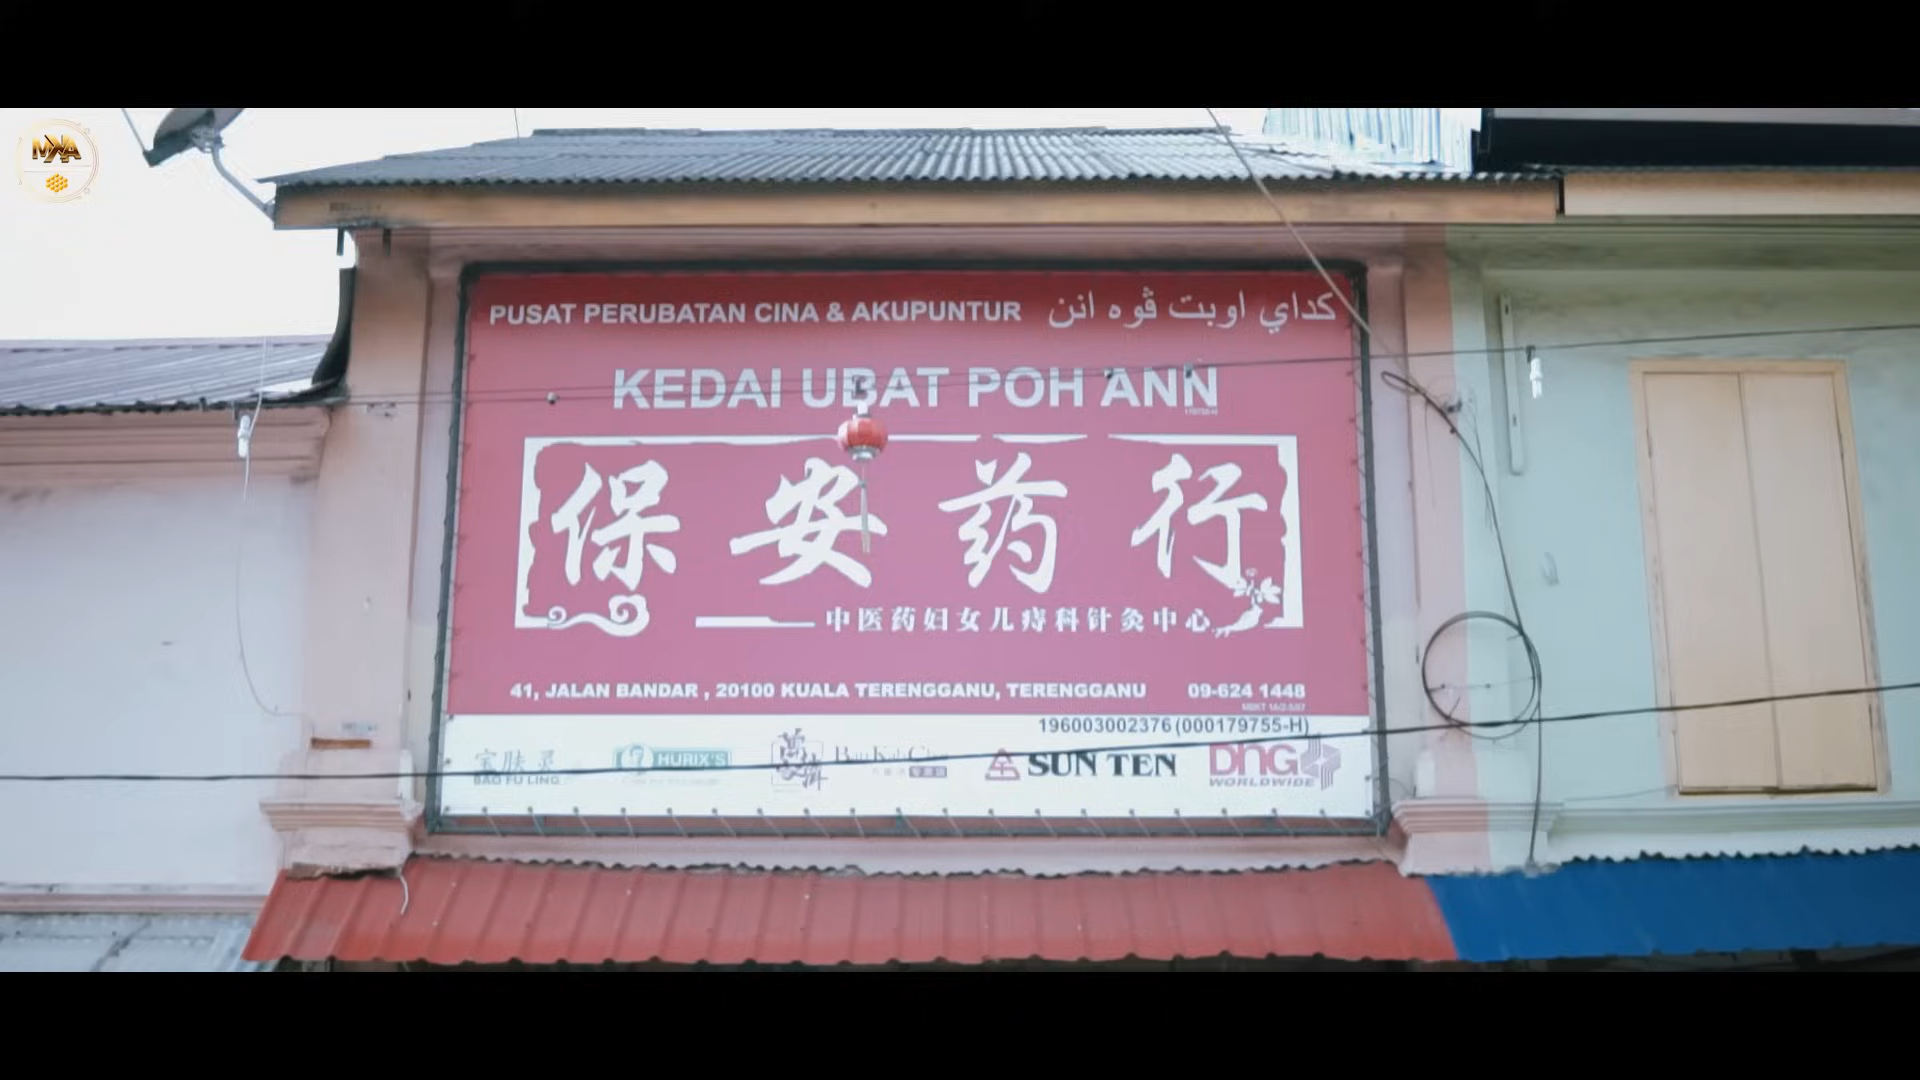 MKA
PUSAT PERUBATAN CINA & AKUPUNTUR كداي اوبت ڤوه انن
KEDAI UBAT POH ANN
保安药行
中医药妇女儿痔科针灸中心
41, JALAN BANDAR , 20100 KUALA TERENGGANU, TERENGGANU 09-624 1448
196003002376 (000179755-H)
宝肤灵
BAO FU LING
HURIX'S
SUN TEN
DNG
WORLDWIDE